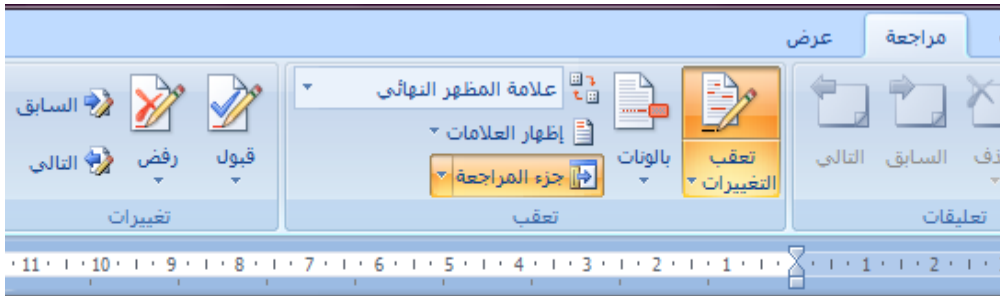 مراجعة
عرض
ذف
السابق
التالي
تعليقات
تعقب
التغييرات
بالونات
علامة المظهر النهائي
إظهار العلامات
جزء المراجعة
تعقب
قبول
رفض
السابق
التالي
تغييرات
2 1 1 2 3 4 5 6 7 8 9 10 11